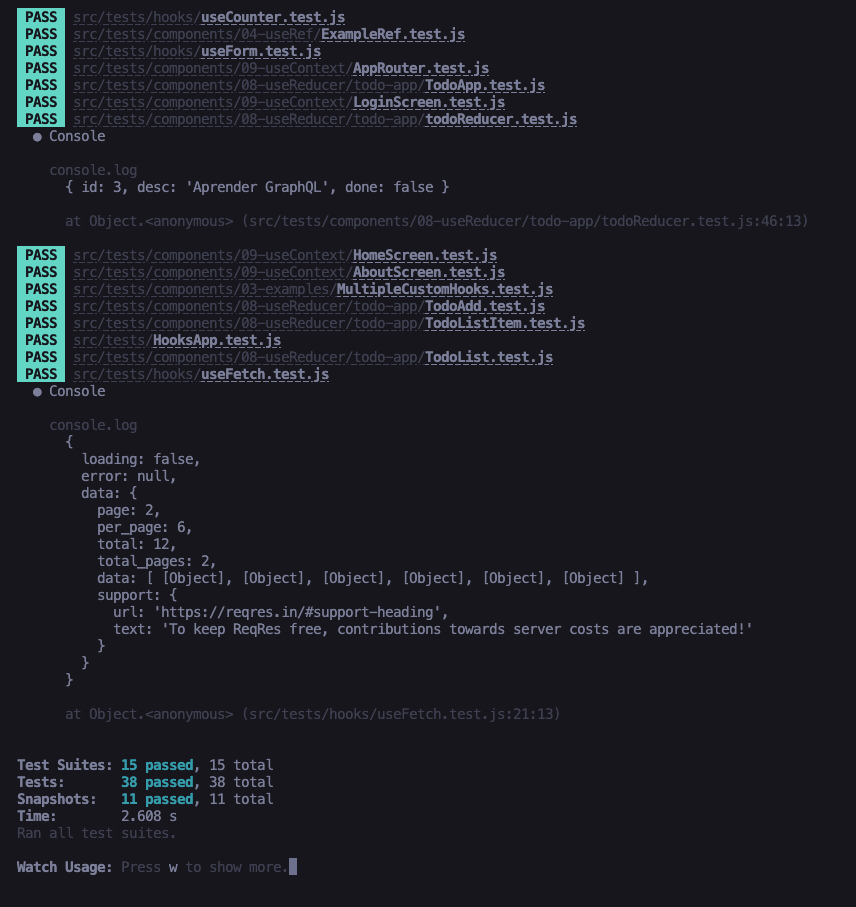 PASS src/tests/hooks/useCounter.test.js
PASS src/tests/components/04-useRef/ExampleRef.test.js
PASS src/tests/hooks/useForm.test.js
PASS src/tests/components/09-useContext/AppRouter.test.js
PASS src/tests/components/08-useReducer/todo-app/TodoApp.test.js
PASS src/tests/components/09-useContext/LoginScreen.test.js
PASS src/tests/components/08-useReducer/todo-app/todoReducer.test.js
● Console
console.log
{ id: 3, desc: 'Aprender GraphQL', done: false }
at Object.<anonymous> (src/tests/components/08-useReducer/todo-app/todoReducer.test.js:46:13)
PASS src/tests/components/09-useContext/HomeScreen.test.js
PASS src/tests/components/09-useContext/AboutScreen.test.js
PASS src/tests/components/03-examples/MultipleCustomHooks.test.js
PASS src/tests/components/08-useReducer/todo-app/TodoAdd.test.js
PASS src/tests/components/08-useReducer/todo-app/TodoListItem.test.js
PASS src/tests/HooksApp.test.js
PASS src/tests/components/08-useReducer/todo-app/TodoList.test.js
PASS src/tests/hooks/useFetch.test.js
● Console
console.log
{
loading: false,
error: null,
data: {
page: 2,
per_page: 6,
total: 12,
total_pages: 2,
data: [ [Object], [Object], [Object], [Object], [Object], [Object] ],
support: {
url: 'https://reqres.in/#support-heading',
text: 'To keep ReqRes free, contributions towards server costs are appreciated!'
}
}
}
at Object.<anonymous> (src/tests/hooks/useFetch.test.js:21:13)
Test Suites: 15 passed, 15 total
Tests: 38 passed, 38 total
Snapshots: 11 passed, 11 total
Time: 2.608 s
Ran all test suites.
Watch Usage: Press w to show more.